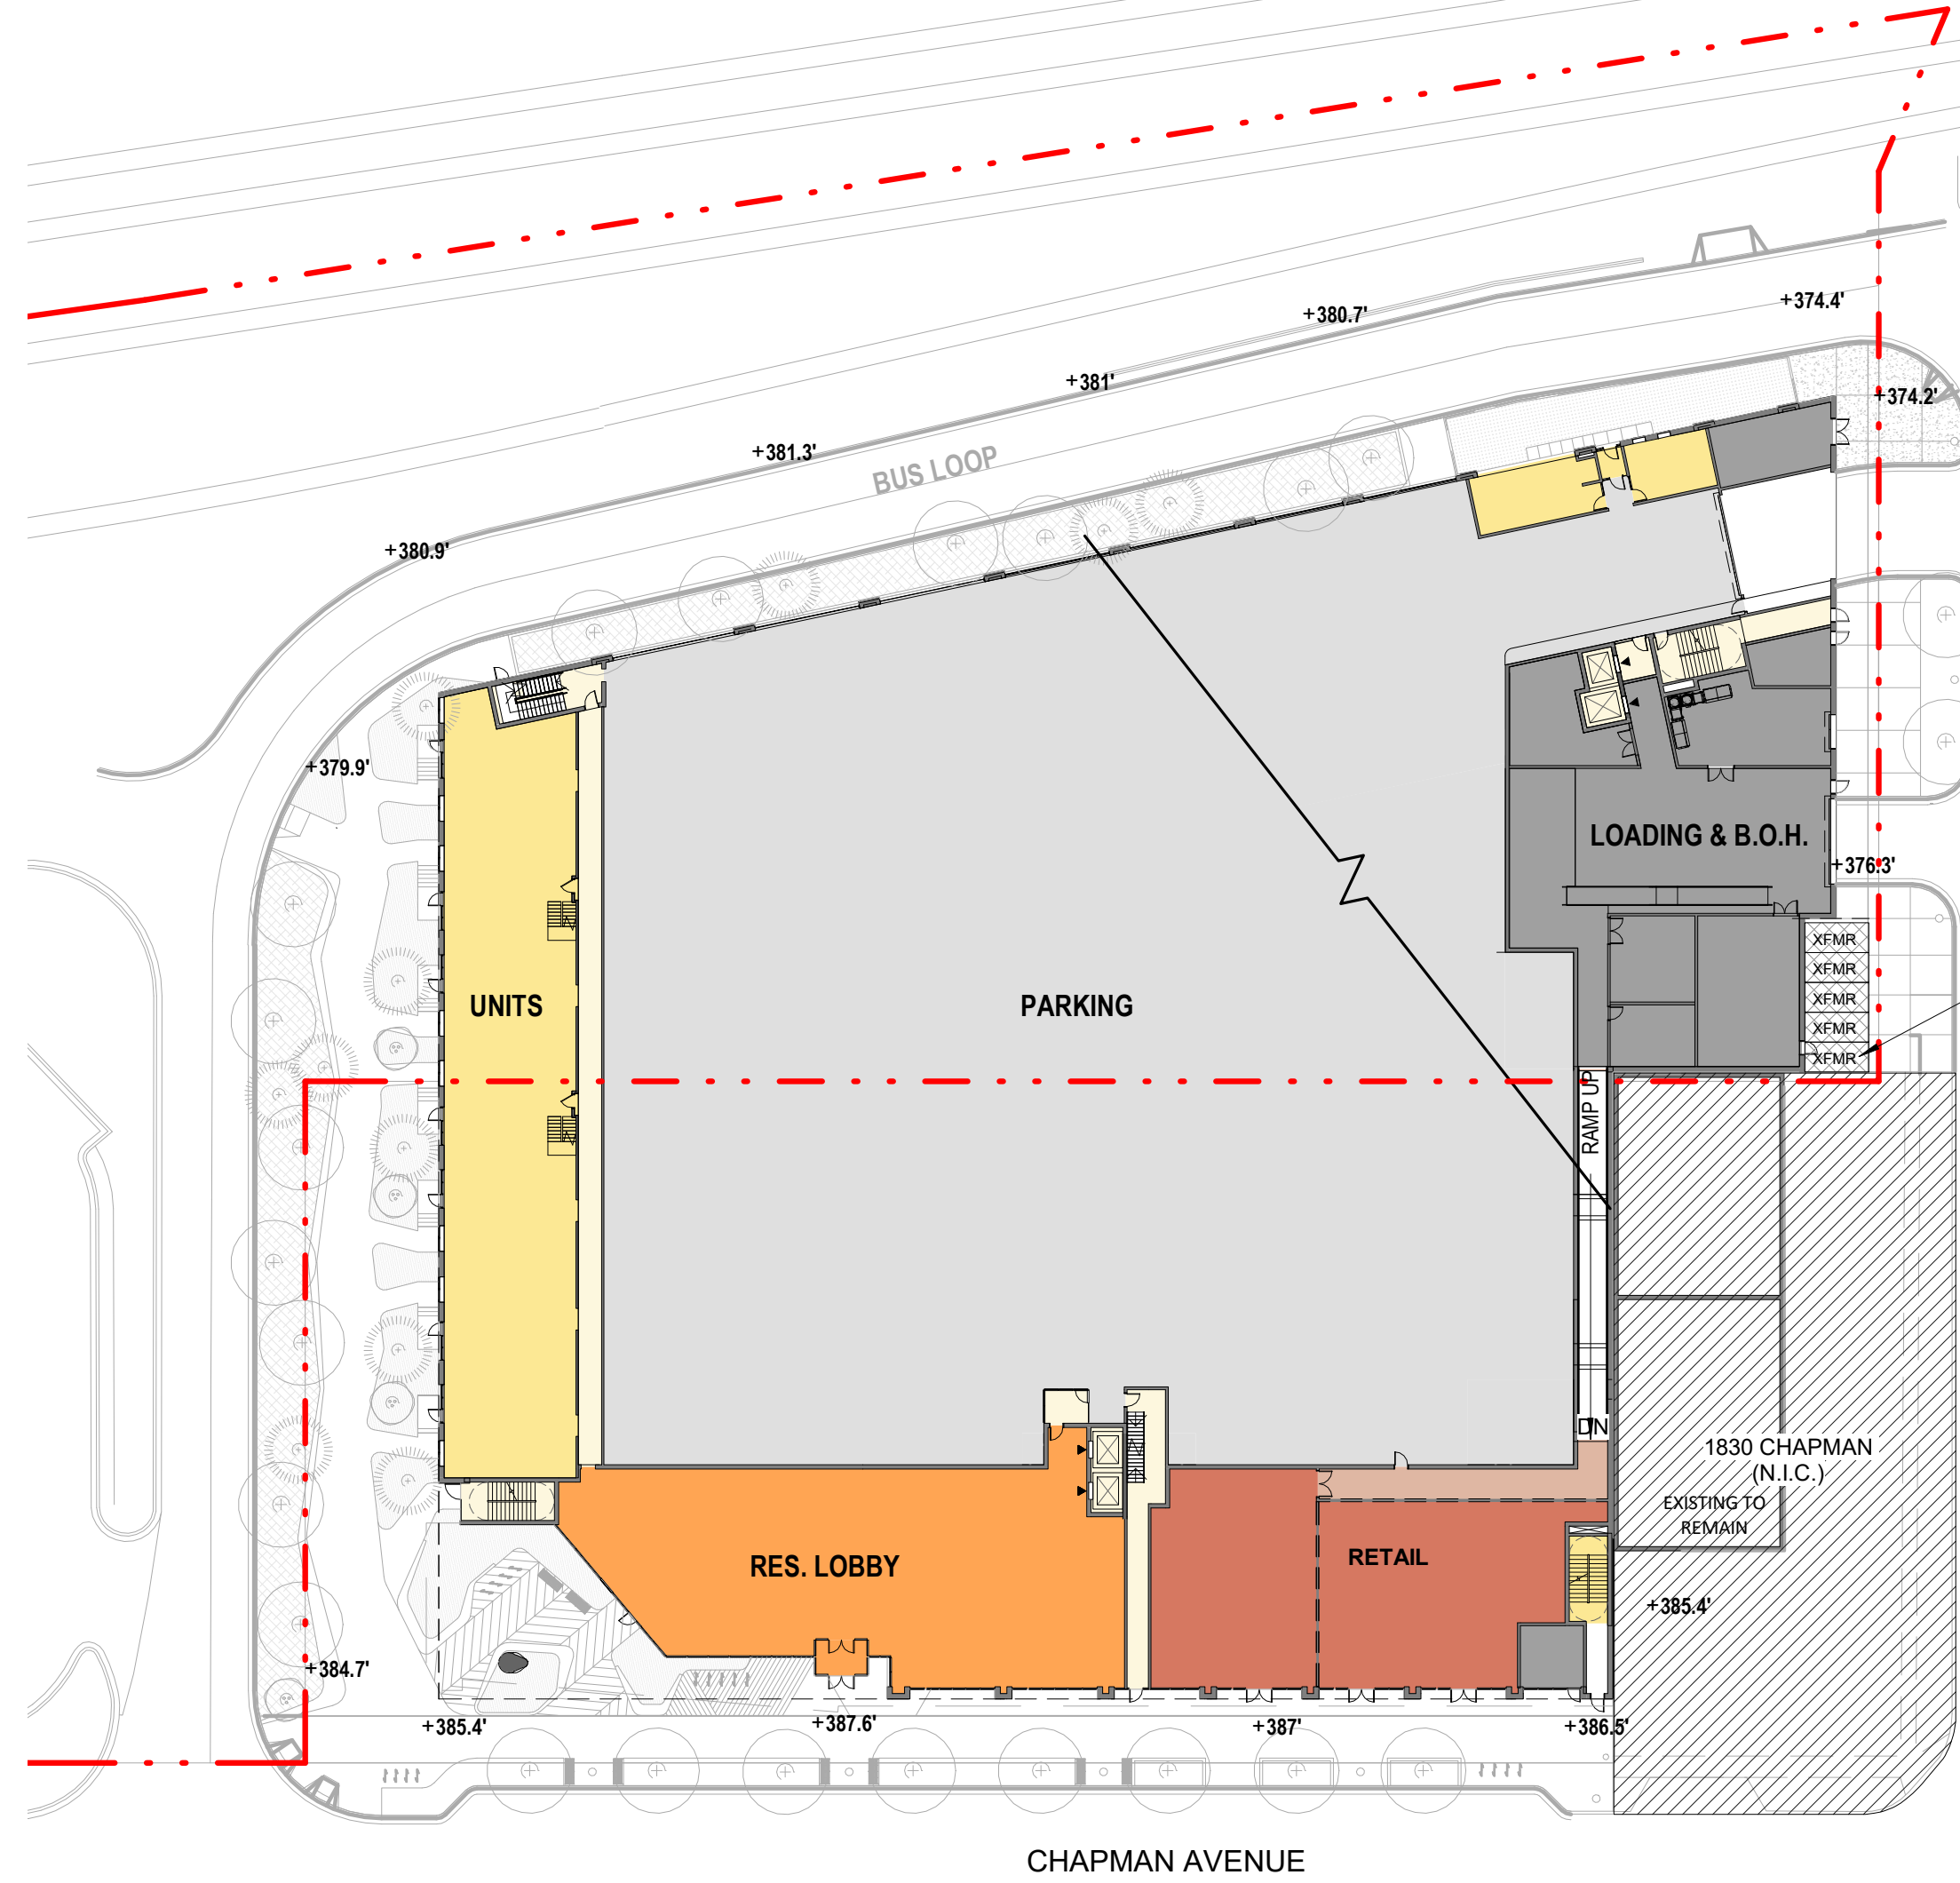 +374.4'
+380.7'
+381'
+374.2'
+381.3'
BUS LOOP
+380.9'
+379.9'
LOADING & B.O.H.
+376.3'
XFMR
XFMR
XFMR
XFMR
XFMR
UNITS
PARKING
RAMP UP
DN
1830 CHAPMAN
(N.I.C.)
EXISTING TO
REMAIN
RES. LOBBY
RETAIL
+385.4'
+384.7'
+385.4'
+387.6'
+387'
+386.5'
CHAPMAN AVENUE